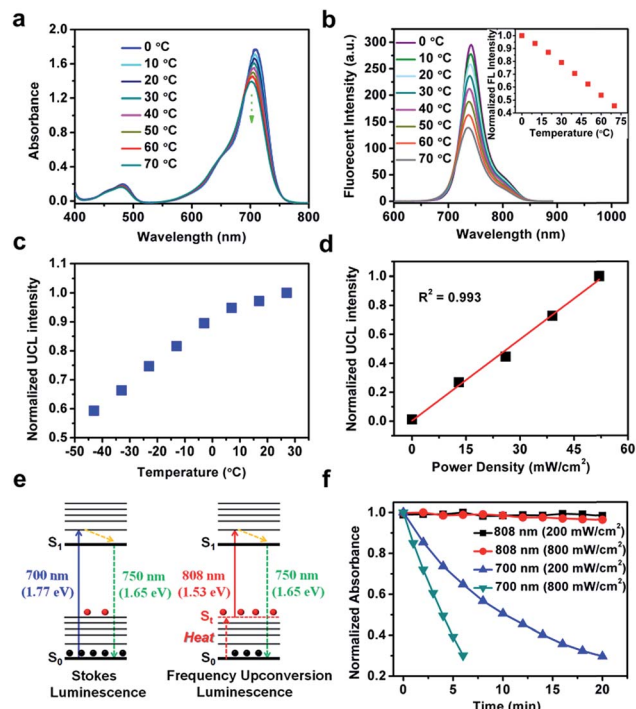 a
0 °C
10 °C
20 °C
30 °C
40 °C
50 °C
60 °C
70 °C
2.0
1.6
1.2
0.8
0.4
0.0
Absorbance
400 500 600 700 800
Wavelength (nm)
b
0 °C
10 °C
20 °C
30 °C
40 °C
50 °C
60 °C
70 °C
300
250
200
150
100
50
0
Fluorecent Intensity (a.u.)
600 700 800 900 1000
Wavelength (nm)
1.0
0.9
0.8
0.7
0.6
0.5
0.4
Normalized FL Intensity
0 15 30 45 60 75
Temperature (°C)
c
1.1
1.0
0.9
0.8
0.7
0.6
0.5
Normalized UCL intensity
-50 -40 -30 -20 -10 0 10 20 30
Temperature (°C)
d
R² = 0.993
1.0
0.8
0.6
0.4
0.2
0.0
Normalized UCL intensity
0 15 30 45 60
Power Density (mW/cm²)
e
S₁
700 nm
(1.77 eV)
750 nm
(1.65 eV)
S₀
Stokes
Luminescence
S₁
808 nm
(1.53 eV)
750 nm
(1.65 eV)
Sₜ
Heat
S₀
Frequency Upconversion
Luminescence
f
1.0
0.8
0.6
0.4
0.2
Normalized Absorbance
808 nm (200 mW/cm²)
808 nm (800 mW/cm²)
700 nm (200 mW/cm²)
700 nm (800 mW/cm²)
0 5 10 15 20
Time (min)